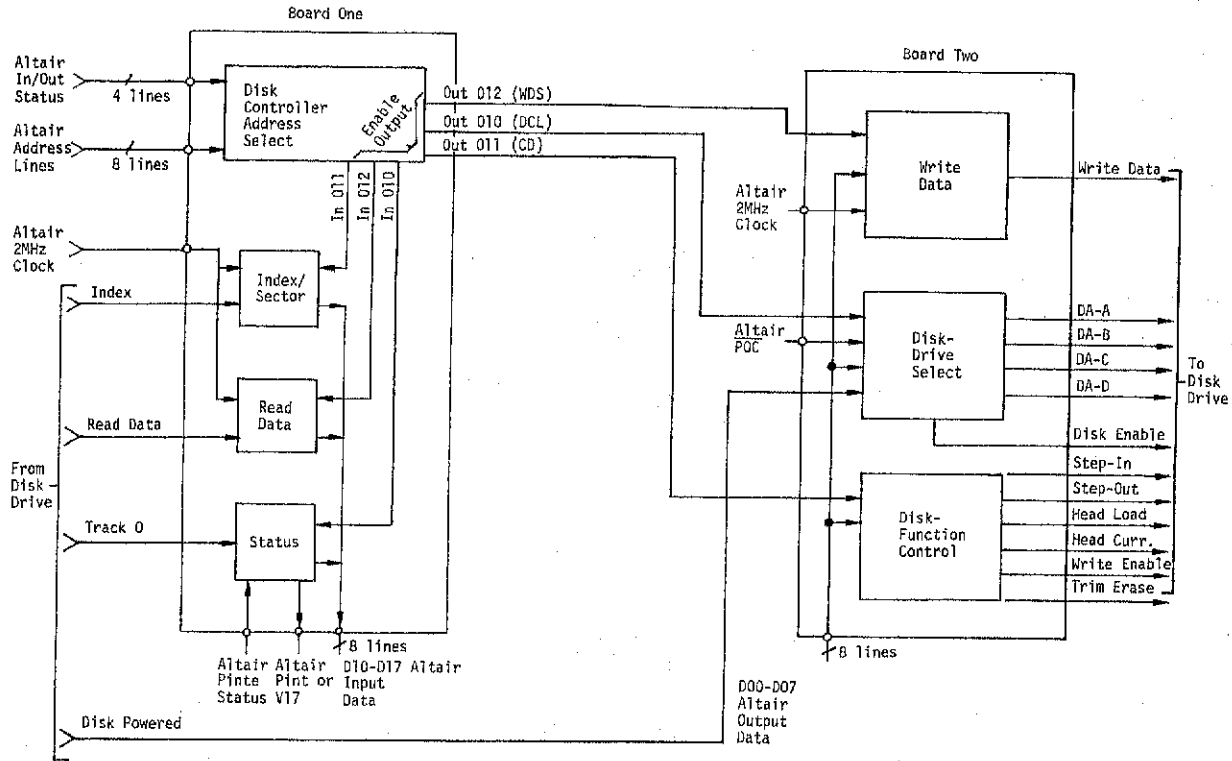 Board One
Altair
In/Out
Status
4 lines
Altair
Address
Lines
8 lines
Disk
Controller
Address
Select
Enable
Output
In 011
In 012
In 010
Out 012 (WDS)
Out 010 (DCL)
Out 011 (CD)
Altair
2MHz
Clock
Index
Index/
Sector
Read Data
Read
Data
From
Disk
Drive
Track 0
Status
Altair
Pinte
Status
Altair
Pint or
V17
8 lines
D10-D17 Altair
Input
Data
Disk Powered
Board Two
Write
Data
Write Data
Altair
2MHz
Clock
Altair
POC
Disk-
Drive
Select
DA-A
DA-B
DA-C
DA-D
To
Disk
Drive
Disk Enable
Disk-
Function
Control
Step-In
Step-Out
Head Load
Head Curr.
Write Enable
Trim Erase
8 lines
D00-D07
Altair
Output
Data